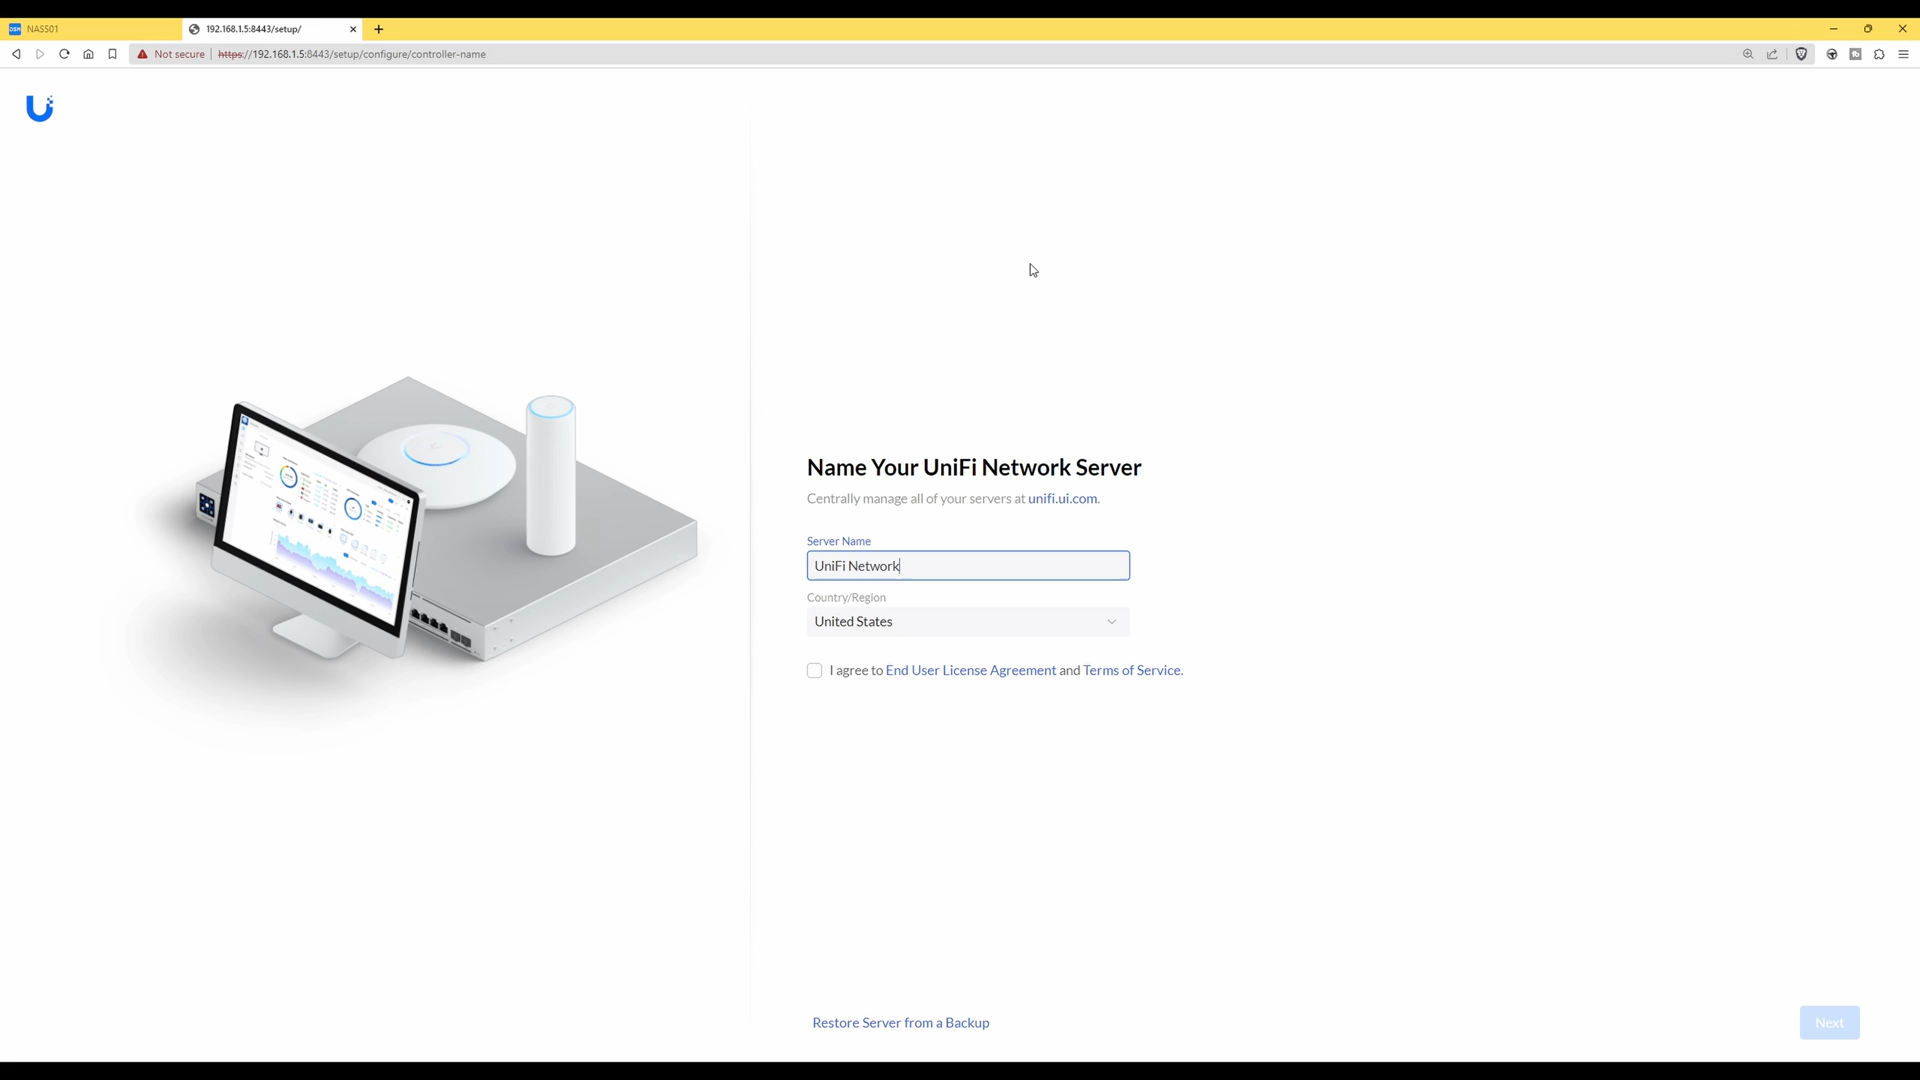 NASS01
192.168.1.5:8443/setup/
Not secure
https://192.168.1.5:8443/setup/configure/controller-name
Name Your UniFi Network Server
Centrally manage all of your servers at unifi.ui.com.
Server Name
UniFi Network
Country/Region
United States
I agree to End User License Agreement and Terms of Service.
Restore Server from a Backup
Next